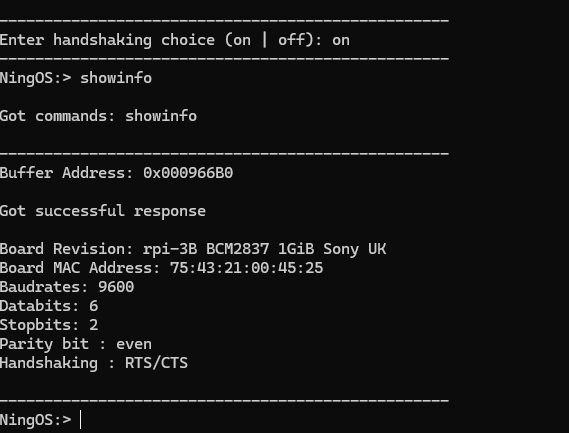 --------------------------------------------------
Enter handshaking choice (on | off): on
--------------------------------------------------
NingOS:> showinfo
Got commands: showinfo
--------------------------------------------------
Buffer Address: 0x000966B0
Got successful response
Board Revision: rpi-3B BCM2837 1GiB Sony UK
Board MAC Address: 75:43:21:00:45:25
Baudrates: 9600
Databits: 6
Stopbits: 2
Parity bit : even
Handshaking : RTS/CTS
--------------------------------------------------
NingOS:>